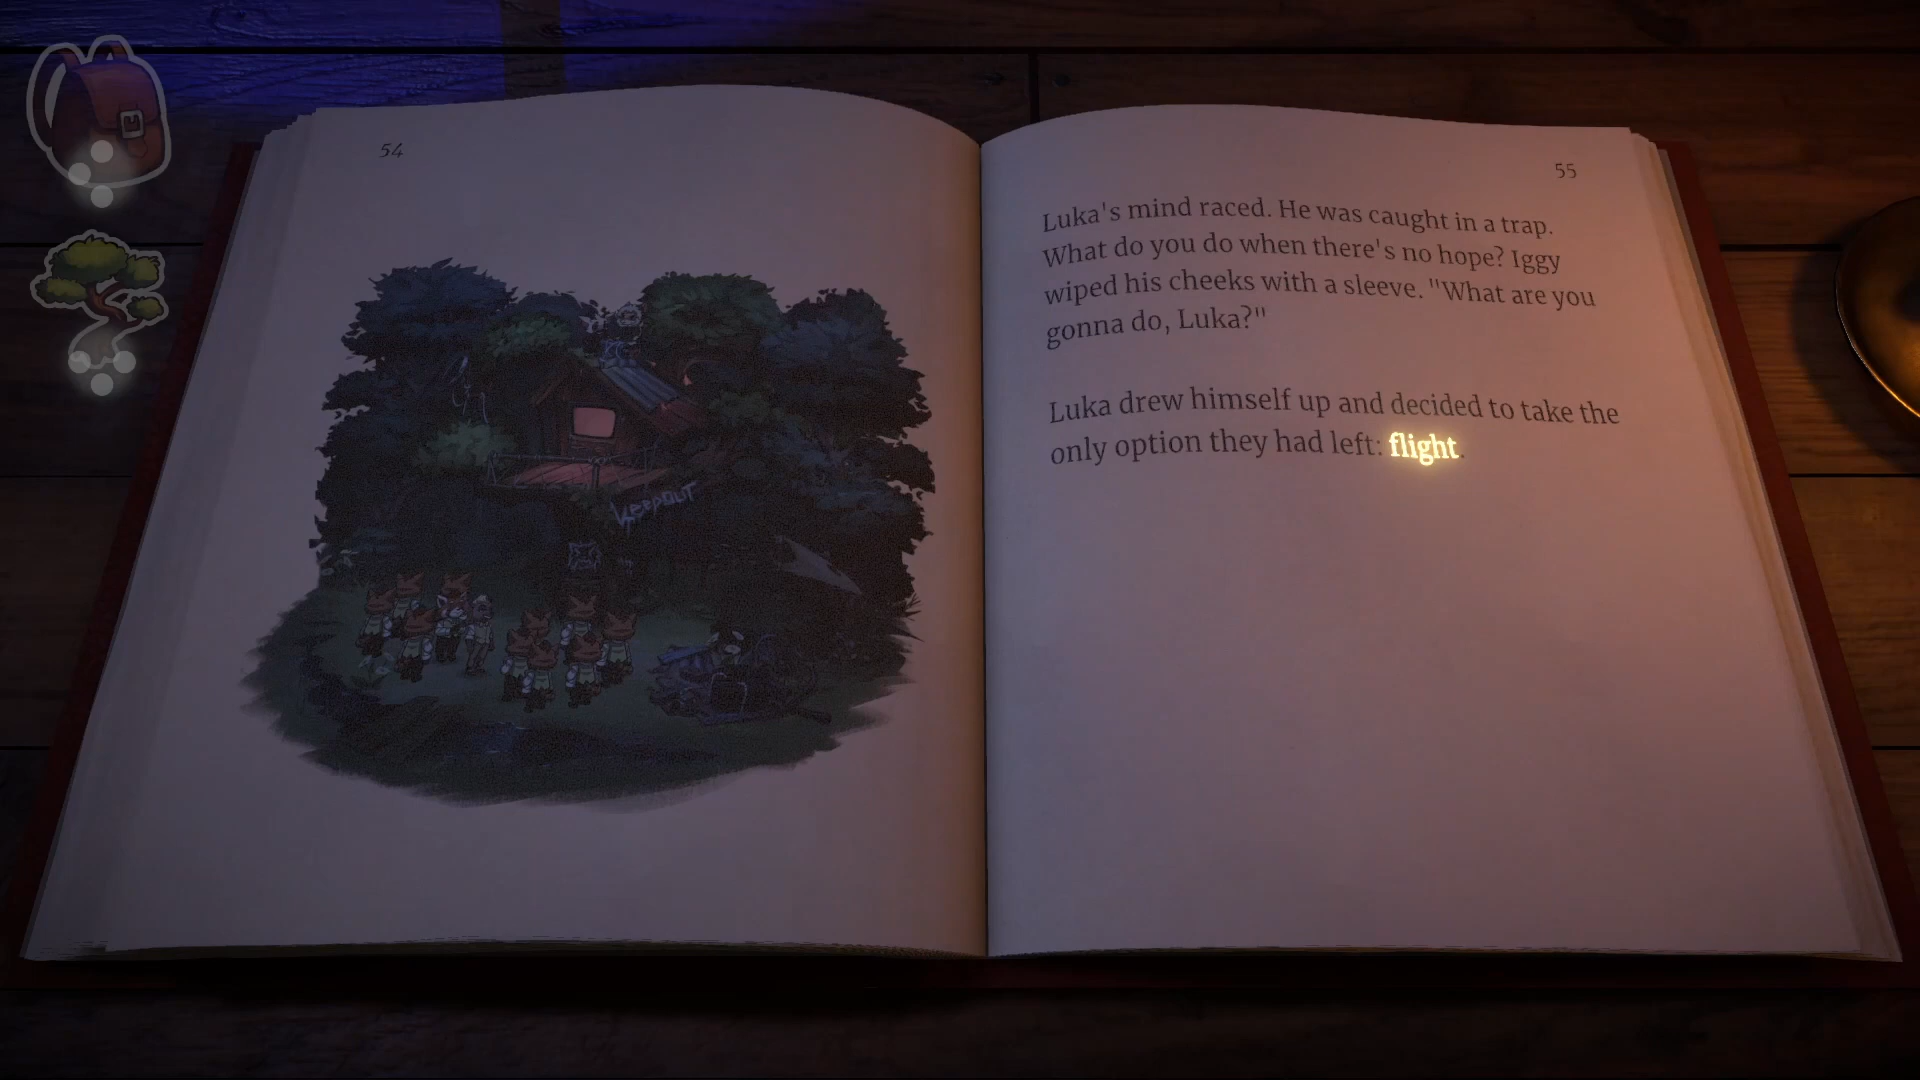 54
KEEPOUT
55
Luka's mind raced. He was caught in a trap.
What do you do when there's no hope? Iggy
wiped his cheeks with a sleeve. "What are you
gonna do, Luka?"
Luka drew himself up and decided to take the
only option they had left: flight.